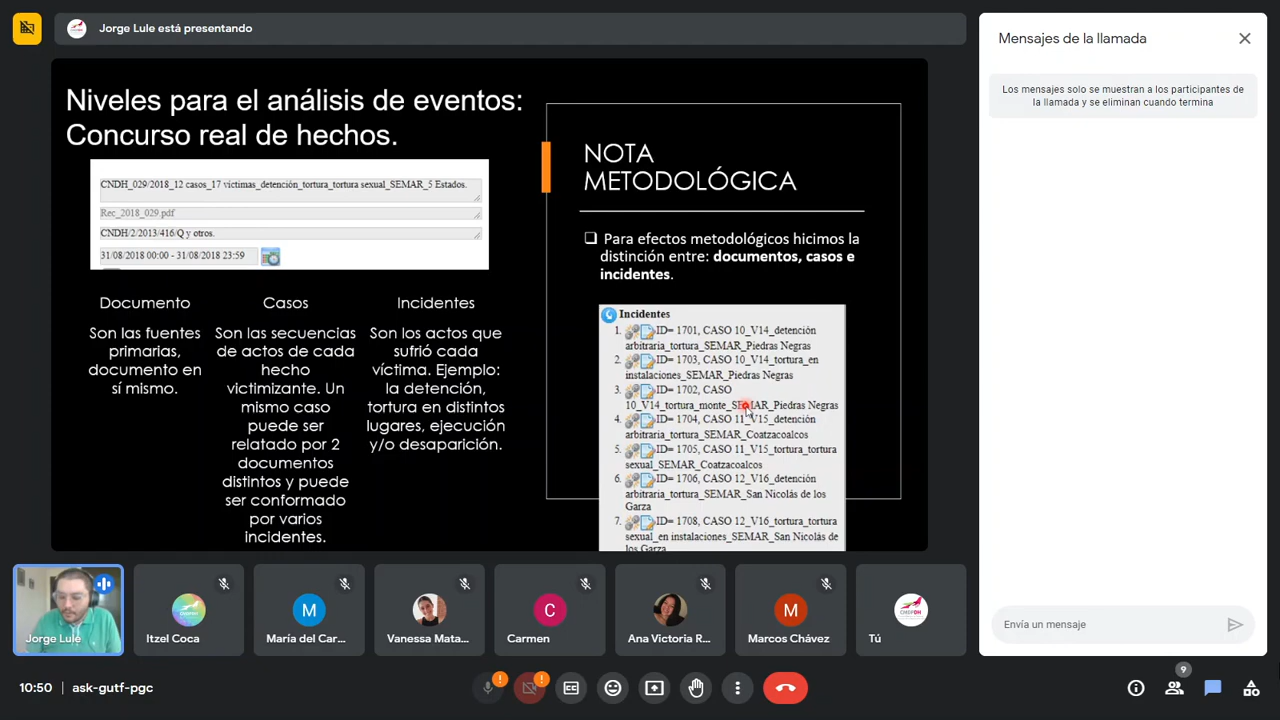 Jorge Lule está presentando
Niveles para el análisis de eventos:
Concurso real de hechos.
CNDH_029/2018_12 casos_17 víctimas_detención_tortura_tortura sexual_SEMAR_5 Estados.
Rec_2018_029.pdf
CNDH/2/2013/416/Q y otros.
31/08/2018 00:00 - 31/08/2018 23:59
Documento
Son las fuentes
primarias,
documento en
sí mismo.
Casos
Son las secuencias
de actos de cada
hecho
victimizante. Un
mismo caso
puede ser
relatado por 2
documentos
distintos y puede
ser conformado
por varios
incidentes.
Incidentes
Son los actos que
sufrió cada
víctima. Ejemplo:
la detención,
tortura en distintos
lugares, ejecución
y/o desaparición.
NOTA
METODOLÓGICA
Para efectos metodológicos hicimos la
distinción entre: documentos, casos e
incidentes.
Incidentes
1. ID= 1701, CASO 10_V14_detención
arbitraria_tortura_SEMAR_Piedras Negras
2. ID= 1703, CASO 10_V14_tortura_en
instalaciones_SEMAR_Piedras Negras
3. ID= 1702, CASO
10_V14_tortura_monte_SEMAR_Piedras Negras
4. ID= 1704, CASO 11_V15_detención
arbitraria_tortura_SEMAR_Coatzacoalcos
5. ID= 1705, CASO 11_V15_tortura_tortura
sexual_SEMAR_Coatzacoalcos
6. ID= 1706, CASO 12_V16_detención
arbitraria_tortura_SEMAR_San Nicolás de los
Garza
7. ID= 1708, CASO 12_V16_tortura_tortura
sexual_en instalaciones_SEMAR_San Nicolás de
los Garza
Mensajes de la llamada
Los mensajes solo se muestran a los participantes de
la llamada y se eliminan cuando termina
Envía un mensaje
Jorge Lule
Itzel Coca
M
María del Car...
Vanessa Mata...
C
Carmen
Ana Victoria R...
M
Marcos Chávez
Tú
10:50 | ask-gutf-pgc
9